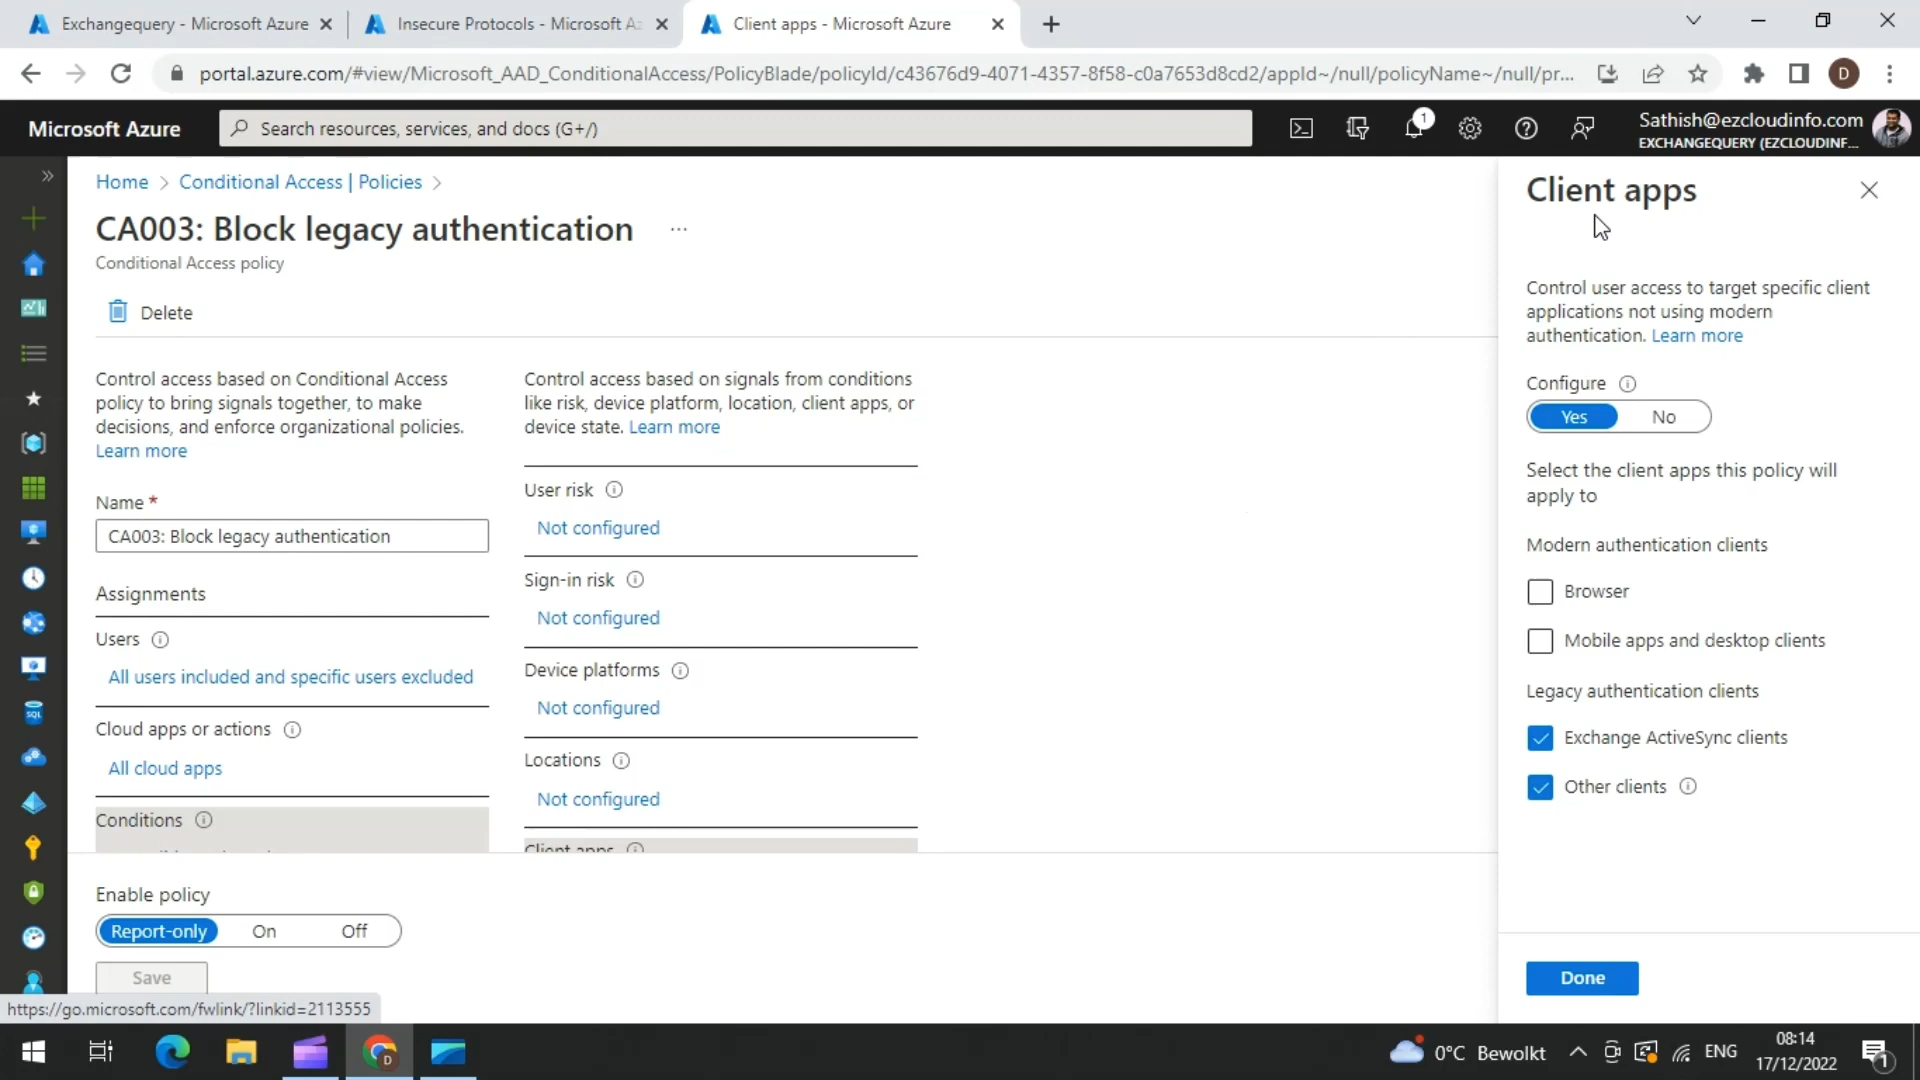 Exchangequery - Microsoft Azure
Insecure Protocols - Microsoft Az
Client apps - Microsoft Azure
portal.azure.com/#view/Microsoft_AAD_ConditionalAccess/PolicyBlade/policyId/c43676d9-4071-4357-8f58-c0a7653d8cd2/appId~/null/policyName~/null/pr...
D
Microsoft Azure
Search resources, services, and docs (G+/)
1
Sathish@ezcloudinfo.com
EXCHANGEQUERY (EZCLOUDINF...
Home > Conditional Access | Policies >
CA003: Block legacy authentication ...
Conditional Access policy
Delete
Control access based on Conditional Access
policy to bring signals together, to make
decisions, and enforce organizational policies.
Learn more
Name *
CA003: Block legacy authentication
Assignments
Users
All users included and specific users excluded
Cloud apps or actions
All cloud apps
Conditions
Control access based on signals from conditions
like risk, device platform, location, client apps, or
device state. Learn more
User risk
Not configured
Sign-in risk
Not configured
Device platforms
Not configured
Locations
Not configured
Client apps
Enable policy
Report-only On Off
Save
Client apps
Control user access to target specific client
applications not using modern
authentication. Learn more
Configure
Yes No
Select the client apps this policy will
apply to
Modern authentication clients
Browser
Mobile apps and desktop clients
Legacy authentication clients
Exchange ActiveSync clients
Other clients
Done
https://go.microsoft.com/fwlink/?linkid=2113555
SQL
D
0°C Bewolkt
ENG
08:14
17/12/2022
1